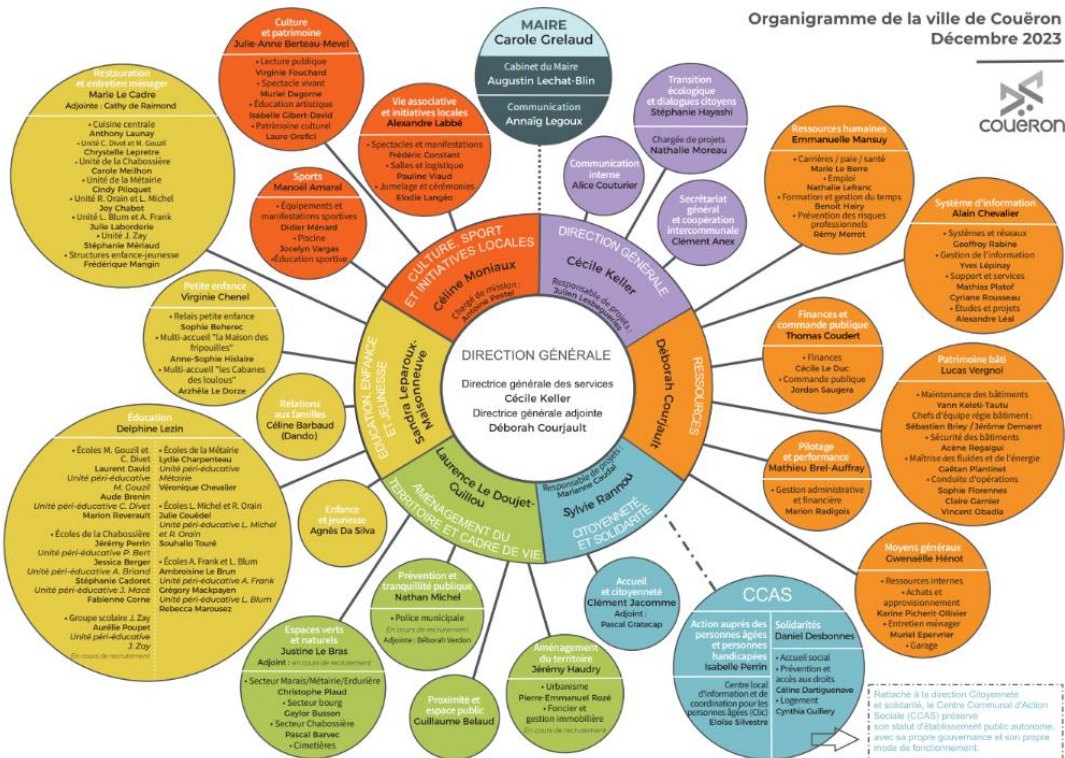 Organigramme de la ville de Couëron
Décembre 2023
couëron
MAIRE
Carole Grelaud
Cabinet du Maire
Augustin Lechat-Blin
Communication
Annaïg Legoux
Culture
et patrimoine
Julie-Anne Berteau-Mevel
• Lecture publique
Virginie Fouchard
• Spectacle vivant
Muriel Dagorne
• Éducation artistique
Isabelle Gibert-David
• Patrimoine culturel
Laure Orefici
Vie associative
et initiatives locales
Alexandre Labbé
• Spectacles et manifestations
Frédéric Constant
• Salles et logistique
Pauline Viaud
• Jumelage et cérémonies
Elodie Langéo
Sports
Manoël Amaral
• Équipements et
manifestations sportives
Didier Ménard
• Piscine
Jocelyn Vargas
•Éducation sportive
Restauration
et entretien ménager
Marie Le Cadre
Adjointe : Cathy de Raimond
• Cuisine centrale
Anthony Launay
• Unité C. Divet et M. Gouzil
Chrystelle Lepretre
• Unité de la Chabossière
Carole Meilhon
• Unité de la Métairie
Cindy Piloquet
• Unité R. Orain et L. Michel
Joy Chabot
• Unité L. Blum et A. Frank
Julie Laborderie
• Unité J. Zay
Stéphanie Mériaud
• Structures enfance-jeunesse
Frédérique Mangin
Petite enfance
Virginie Chenel
• Relais petite enfance
Sophie Beherec
• Multi-accueil "la Maison des
fripouilles"
Anne-Sophie Hislaire
• Multi-accueil "les Cabanes
des loulous"
Arzhêla Le Dorze
Relations
aux familles
Céline Barbaud
(Dando)
Éducation
Delphine Lezin
• Écoles M. Gouzil et
C. Divet
Laurent David
Unité péri-éducative
M. Gouzil
Aude Brenin
Unité péri-éducative C. Divet
Marion Reverault
• Écoles de la Chabossière
Jérémy Perrin
Unité péri-éducative P. Bert
Jessica Berger
Unité péri-éducative A. Briand
Stéphanie Cadoret
Unité péri-éducative J. Macé
Fabienne Corne
• Groupe scolaire J. Zay
Aurélie Poupet
Unité péri-éducative
J. Zay
En cours de recrutement
• Écoles de la Métairie
Lydie Charpenteau
Unité péri-éducative
Métairie
Véronique Chevalier
• Écoles L. Michel et R. Orain
Julie Couëdel
Unité péri-éducative L. Michel
et R. Orain
Souhalio Touré
• Écoles A. Frank et L. Blum
Ambroisine Le Brun
Unité péri-éducative A. Frank
Grégory Mackpayen
Unité péri-éducative L. Blum
Rebecca Marousez
Enfance
et jeunesse
Agnès Da Silva
Transition
écologique
et dialogues citoyens
Stéphanie Hayashi
Chargée de projets
Nathalie Moreau
Communication
interne
Alice Couturier
Secrétariat
général et coopération
intercommunale
Clément Anex
CULTURE, SPORT
ET INITIATIVES LOCALES
Céline Moniaux
Chargé de mission :
Antoine Pestel
DIRECTION GÉNÉRALE
Cécile Keller
Responsable de projets :
Julien Lesbegueries
RESSOURCES
Déborah Courjault
CITOYENNETÉ
ET SOLIDARITÉ
Sylvie Rannou
Responsable de projets :
Marianne Caudal
AMÉNAGEMENT DU
TERRITOIRE ET CADRE DE VIE
Laurence Le Doujet-
Guillou
ÉDUCATION, ENFANCE
ET JEUNESSE
Sandra Leparoux-
Maisonneuve
DIRECTION GÉNÉRALE
Directrice générale des services
Cécile Keller
Directrice générale adjointe
Déborah Courjault
Ressources humaines
Emmanuelle Mansuy
• Carrières / paie / santé
Marie Le Berre
• Emploi
Nathalie Lefranc
• Formation et gestion du temps
Benoit Hairy
• Prévention des risques
professionnels
Rémy Merrot
Système d'information
Alain Chevalier
• Systèmes et réseaux
Geoffroy Rabine
• Gestion de l'information
Yves Lépinay
• Support et services
Mathias Platof
Cyriane Rousseau
• Études et projets
Alexandre Léal
Finances et
commande publique
Thomas Coudert
• Finances
Cécile Le Duc
• Commande publique
Jordan Saugera
Patrimoine bâti
Lucas Vergnol
• Maintenance des bâtiments
Yann Keleti-Tautu
Chefs d'équipe régie bâtiment :
Sébastien Briey / Jérôme Demaret
• Sécurité des bâtiments
Acène Regaigui
• Maîtrise des fluides et de l'énergie
Gaëtan Plantinet
• Conduite d'opérations
Sophie Florennes
Claire Garnier
Vincent Obadia
Pilotage
et performance
Mathieu Brel-Auffray
• Gestion administrative
et financière
Marion Radigois
Moyens généraux
Gwenaëlle Hénot
• Ressources internes
• Achats et
approvisionnement
Karine Picherit-Ollivier
• Entretien ménager
Muriel Epervrier
• Garage
Accueil
et citoyenneté
Clément Jacomme
Adjoint :
Pascal Gratecap
CCAS
Action auprès des
personnes âgées
et personnes
handicapées
Isabelle Perrin
Centre local
d'information et de
coordination pour les
personnes âgées (Clic)
Eloïse Silvestre
Solidarités
Daniel Desbonnes
• Accueil social
• Prévention et
accès aux droits
Céline Dartiguenave
• Logement
Cynthia Guillery
Rattaché à la direction Citoyenneté
et solidarité, le Centre Communal d'Action
Sociale (CCAS) préserve
son statut d'établissement public autonome,
avec sa propre gouvernance et son propre
mode de fonctionnement.
Prévention et
tranquillité publique
Nathan Michel
• Police municipale
En cours de recrutement
Adjointe : Déborah Verdon
Espaces verts
et naturels
Justine Le Bras
Adjoint : en cours de recrutement
• Secteur Marais/Métairie/Erdurière
Christophe Plaud
• Secteur bourg
Gaylor Busson
• Secteur Chabossière
Pascal Barvec
• Cimetières
Proximité et
espace public
Guillaume Belaud
Aménagement
du territoire
Jérémy Haudry
• Urbanisme
Pierre-Emmanuel Rozé
• Foncier et
gestion immobilière
En cours de recrutement